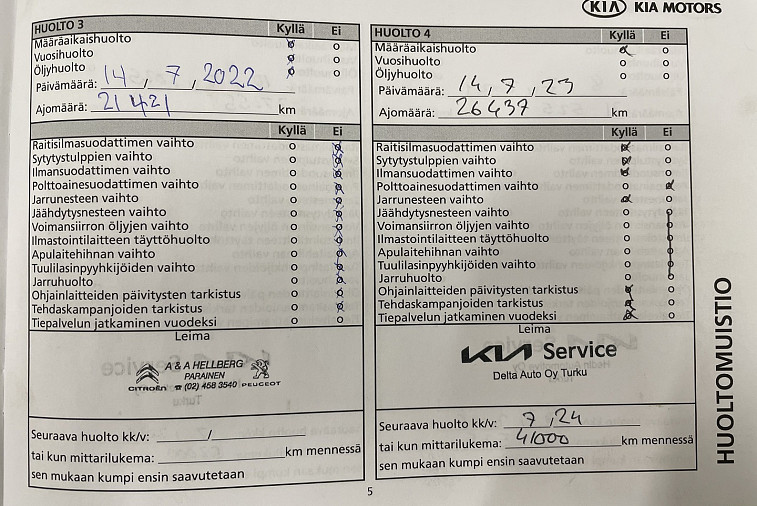 KIA KIA MOTORS
HUOLTO 3 Kyllä Ei
Määräaikaishuolto
Vuosihuolto
Öljyhuolto
Päivämäärä: 14 / 7 / 2022
Ajomäärä: 21421 km
Kyllä Ei
Raitisilmasuodattimen vaihto
Sytytystulppien vaihto
Ilmansuodattimen vaihto
Polttoainesuodattimen vaihto
Jarrunesteen vaihto
Jäähdytysnesteen vaihto
Voimansiirron öljyjen vaihto
Ilmastointilaitteen täyttöhuolto
Apulaitehihnan vaihto
Tuulilasinpyyhkijöiden vaihto
Jarruhuolto
Ohjainlaitteiden päivitysten tarkistus
Tehdaskampanjoiden tarkistus
Tiepalvelun jatkaminen vuodeksi
Leima
A & A HELLBERG
PARAINEN
CITROËN ☎ (02) 458 3540 PEUGEOT
Seuraava huolto kk/v: /
tai kun mittarilukema: km mennessä
sen mukaan kumpi ensin saavutetaan
HUOLTO 4 Kyllä Ei
Määräaikaishuolto
Vuosihuolto
Öljyhuolto
Päivämäärä: 14, 7, 23
Ajomäärä: 26437 km
Kyllä Ei
Raitisilmasuodattimen vaihto
Sytytystulppien vaihto
Ilmansuodattimen vaihto
Polttoainesuodattimen vaihto
Jarrunesteen vaihto
Jäähdytysnesteen vaihto
Voimansiirron öljyjen vaihto
Ilmastointilaitteen täyttöhuolto
Apulaitehihnan vaihto
Tuulilasinpyyhkijöiden vaihto
Jarruhuolto
Ohjainlaitteiden päivitysten tarkistus
Tehdaskampanjoiden tarkistus
Tiepalvelun jatkaminen vuodeksi
Leima
KIA Service
Delta Auto Oy Turku
Seuraava huolto kk/v: 7, 24
tai kun mittarilukema: 41000 km mennessä
sen mukaan kumpi ensin saavutetaan
5
HUOLTOMUISTIO